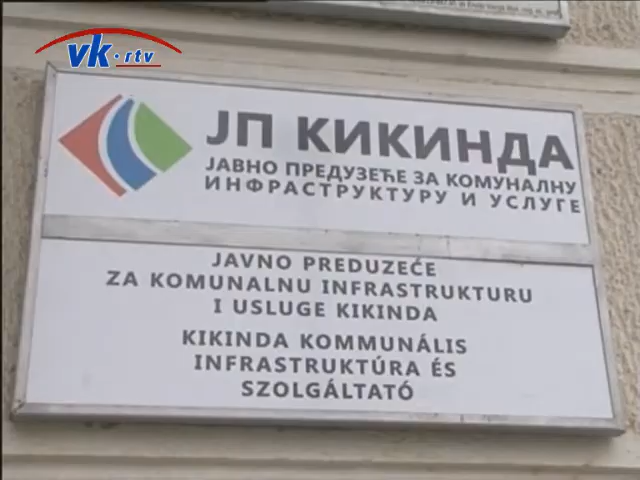 vk.rtv
ЈП КИКИНДА
ЈАВНО ПРЕДУЗЕЋЕ ЗА КОМУНАЛНУ
ИНФРАСТРУКТУРУ И УСЛУГЕ
JAVNO PREDUZEĆE
ZA KOMUNALNU INFRASTRUKTURU
I USLUGE KIKINDA
KIKINDA KOMMUNÁLIS
INFRASTRUKTÚRA ÉS
SZOLGÁLTATÓ